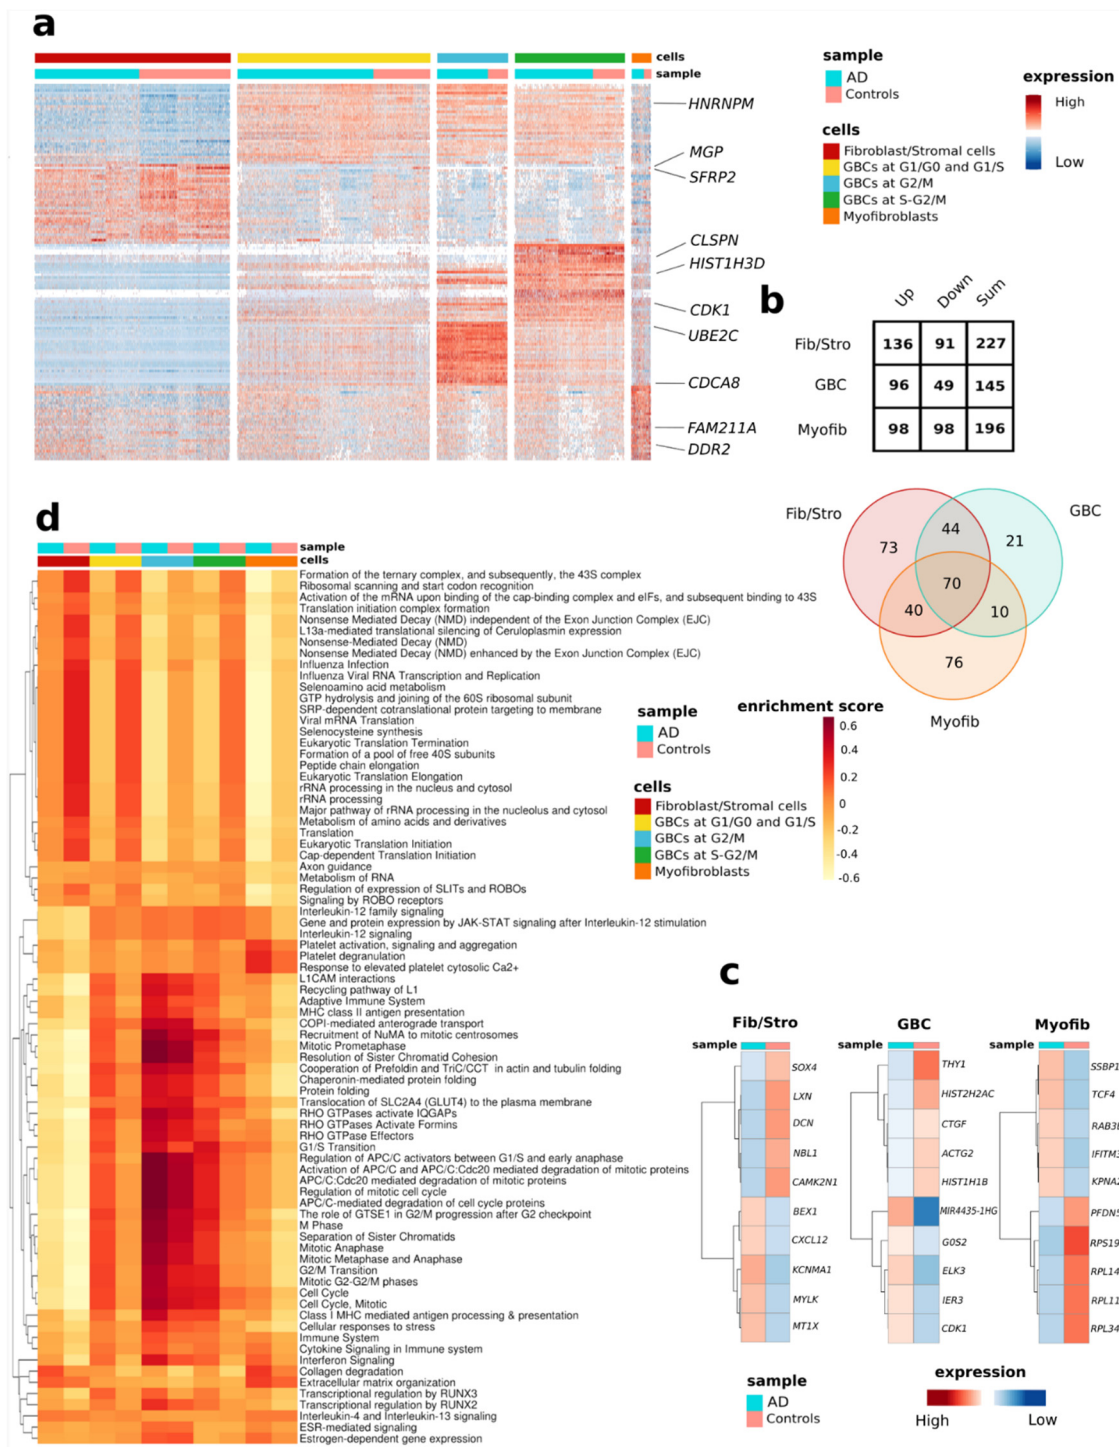 a
cells
sample
HNRNPM
MGP
SFRP2
CLSPN
HIST1H3D
CDK1
UBE2C
CDCA8
FAM211A
DDR2
sample
AD
Controls
cells
Fibroblast/Stromal cells
GBCs at G1/G0 and G1/S
GBCs at G2/M
GBCs at S-G2/M
Myofibroblasts
expression
High
Low
b
Up Down Sum
Fib/Stro 136 91 227
GBC 96 49 145
Myofib 98 98 196
Fib/Stro
GBC
73
44
21
70
40
10
76
Myofib
d
sample
cells
Formation of the ternary complex, and subsequently, the 43S complex
Ribosomal scanning and start codon recognition
Activation of the mRNA upon binding of the cap-binding complex and eIFs, and subsequent binding to 43S
Translation initiation complex formation
Nonsense Mediated Decay (NMD) independent of the Exon Junction Complex (EJC)
L13a-mediated translational silencing of Ceruloplasmin expression
Nonsense-Mediated Decay (NMD)
Nonsense Mediated Decay (NMD) enhanced by the Exon Junction Complex (EJC)
Influenza Infection
Influenza Viral RNA Transcription and Replication
Selenoamino acid metabolism
GTP hydrolysis and joining of the 60S ribosomal subunit
SRP-dependent cotranslational protein targeting to membrane
Viral mRNA Translation
Selenocysteine synthesis
Eukaryotic Translation Termination
Formation of a pool of free 40S subunits
Peptide chain elongation
Eukaryotic Translation Elongation
rRNA processing in the nucleus and cytosol
rRNA processing
Major pathway of rRNA processing in the nucleolus and cytosol
Metabolism of amino acids and derivatives
Translation
Eukaryotic Translation Initiation
Cap-dependent Translation Initiation
Axon guidance
Metabolism of RNA
Regulation of expression of SLITs and ROBOs
Signaling by ROBO receptors
Interleukin-12 family signaling
Gene and protein expression by JAK-STAT signaling after Interleukin-12 stimulation
Interleukin-12 signaling
Platelet activation, signaling and aggregation
Platelet degranulation
Response to elevated platelet cytosolic Ca2+
L1CAM interactions
Recycling pathway of L1
Adaptive Immune System
MHC class II antigen presentation
COPI-mediated anterograde transport
Recruitment of NuMA to mitotic centrosomes
Mitotic Prometaphase
Resolution of Sister Chromatid Cohesion
Cooperation of Prefoldin and TriC/CCT in actin and tubulin folding
Chaperonin-mediated protein folding
Protein folding
Translocation of SLC2A4 (GLUT4) to the plasma membrane
RHO GTPases activate IQGAPs
RHO GTPases Activate Formins
RHO GTPase Effectors
G1/S Transition
Regulation of APC/C activators between G1/S and early anaphase
Activation of APC/C and APC/C:Cdc20 mediated degradation of mitotic proteins
APC/C:Cdc20 mediated degradation of mitotic proteins
Regulation of mitotic cell cycle
APC/C-mediated degradation of cell cycle proteins
The role of GTSE1 in G2/M progression after G2 checkpoint
M Phase
Separation of Sister Chromatids
Mitotic Anaphase
Mitotic Metaphase and Anaphase
G2/M Transition
Mitotic G2-G2/M phases
Cell Cycle
Cell Cycle, Mitotic
Class I MHC mediated antigen processing & presentation
Cellular responses to stress
Immune System
Cytokine Signaling in Immune system
Interferon Signaling
Collagen degradation
Extracellular matrix organization
Transcriptional regulation by RUNX3
Transcriptional regulation by RUNX2
Interleukin-4 and Interleukin-13 signaling
ESR-mediated signaling
Estrogen-dependent gene expression
sample
AD
Controls
cells
Fibroblast/Stromal cells
GBCs at G1/G0 and G1/S
GBCs at G2/M
GBCs at S-G2/M
Myofibroblasts
enrichment score
0.6
0.4
0.2
0
-0.2
-0.4
-0.6
c
Fib/Stro
sample
SOX4
LXN
DCN
NBL1
CAMK2N1
BEX1
CXCL12
KCNMA1
MYLK
MT1X
GBC
sample
THY1
HIST2H2AC
CTGF
ACTG2
HIST1H1B
MIR4435-1HG
G0S2
ELK3
IER3
CDK1
Myofib
sample
SSBP1
TCF4
IFITM3
KPNA2
PFDN5
RPS19
RPL14
RPL11
RPL34
sample
AD
Controls
expression
High
Low